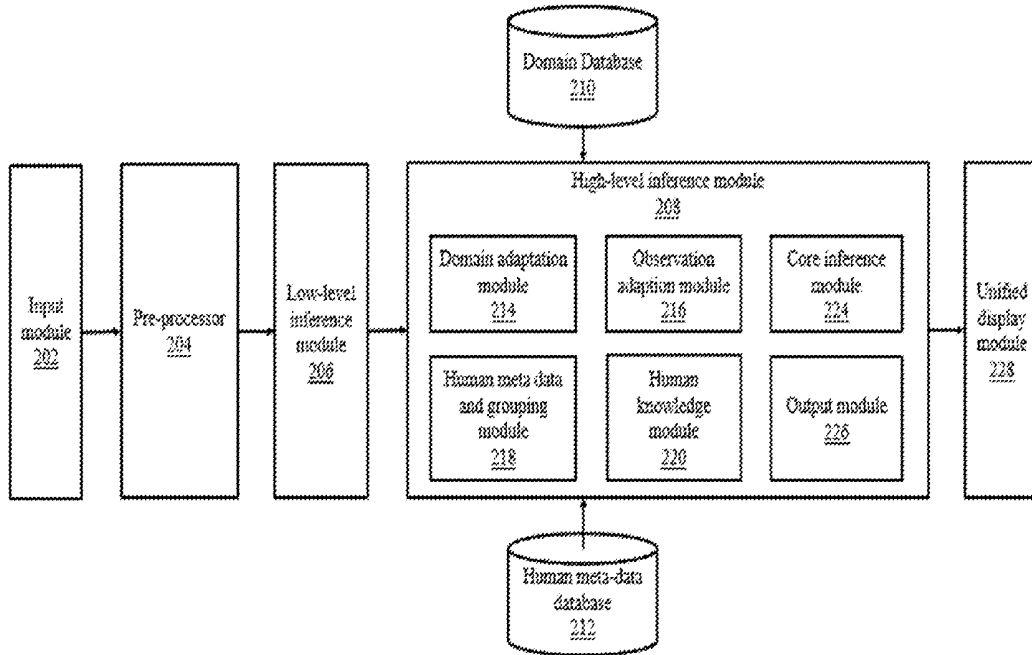 Domain Database
210
Input
module
202
Pre-processor
204
Low-level
inference
module
206
High-level inference module
208
Domain adaptation
module
214
Observation
adaption module
216
Core inference
module
224
Human meta data
and grouping
module
218
Human
knowledge
module
220
Output module
226
Unified
display
module
228
Human meta-data
database
212